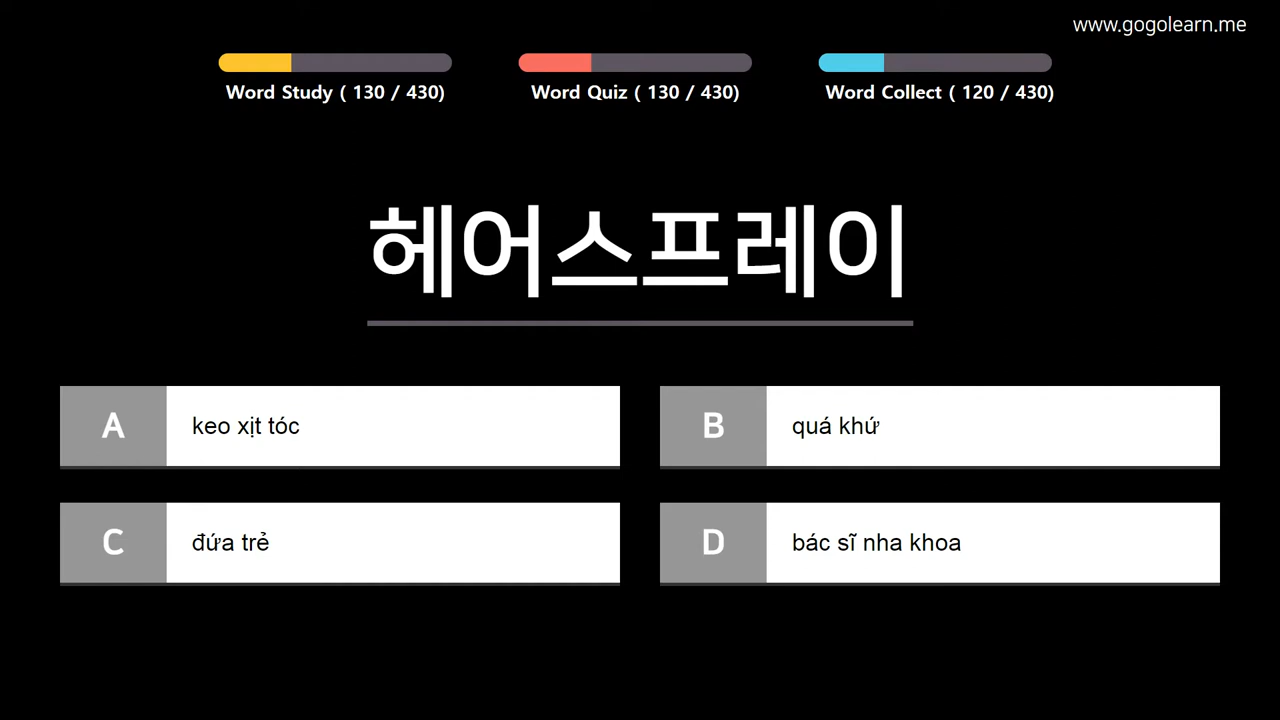 www.gogolearn.me
Word Study ( 130 / 430)
Word Quiz ( 130 / 430)
Word Collect ( 120 / 430)
헤어스프레이
A keo xịt tóc
B quá khứ
C đứa trẻ
D bác sĩ nha khoa